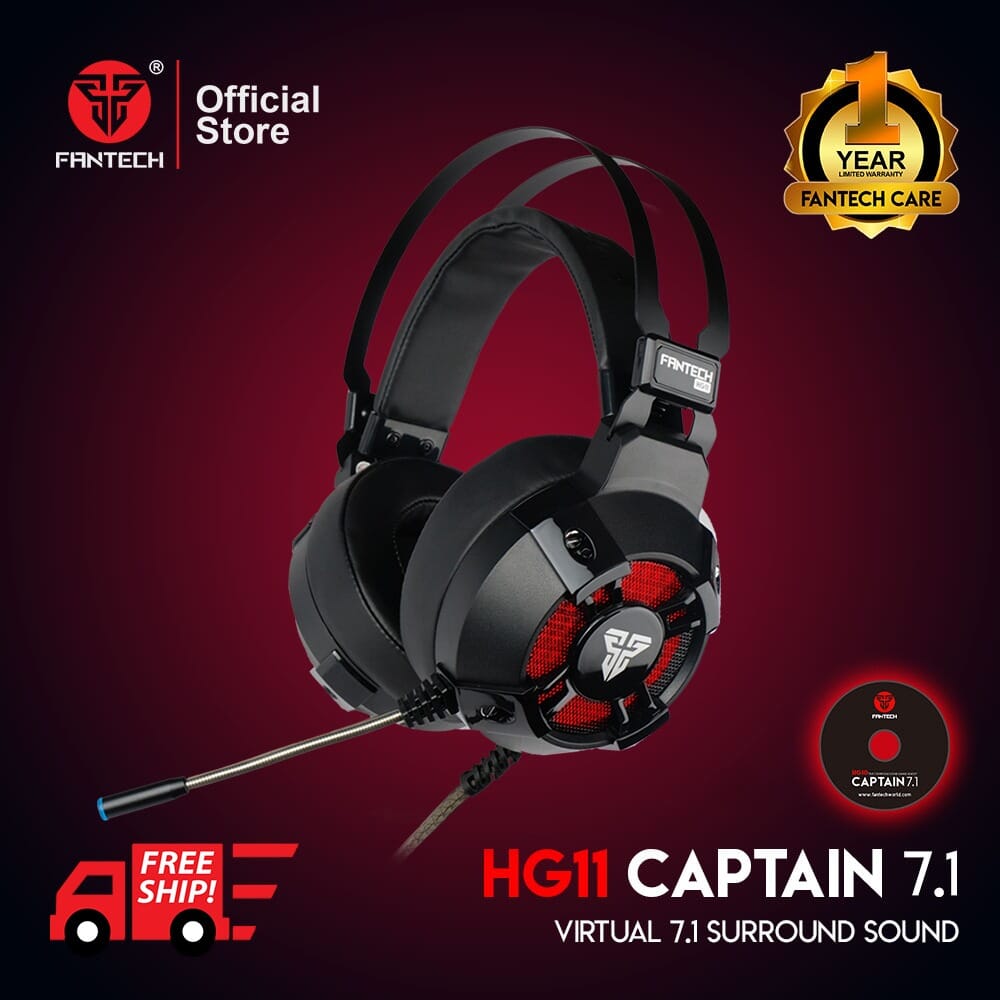 ®
FANTECH
Official
Store
1
YEAR
LIMITED WARRANTY
FANTECH CARE
FANTECH
HG11
FANTECH
CAPTAIN 7.1
www.fantechworld.com
FREE
SHIP!
HG11 CAPTAIN 7.1
VIRTUAL 7.1 SURROUND SOUND